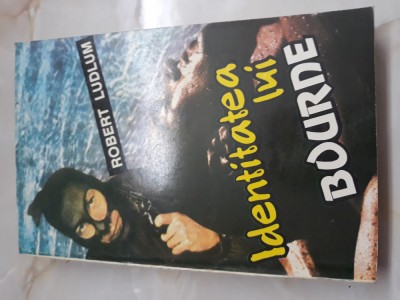 ROBERT LUDLUM
Identitatea
lui
BOURNE